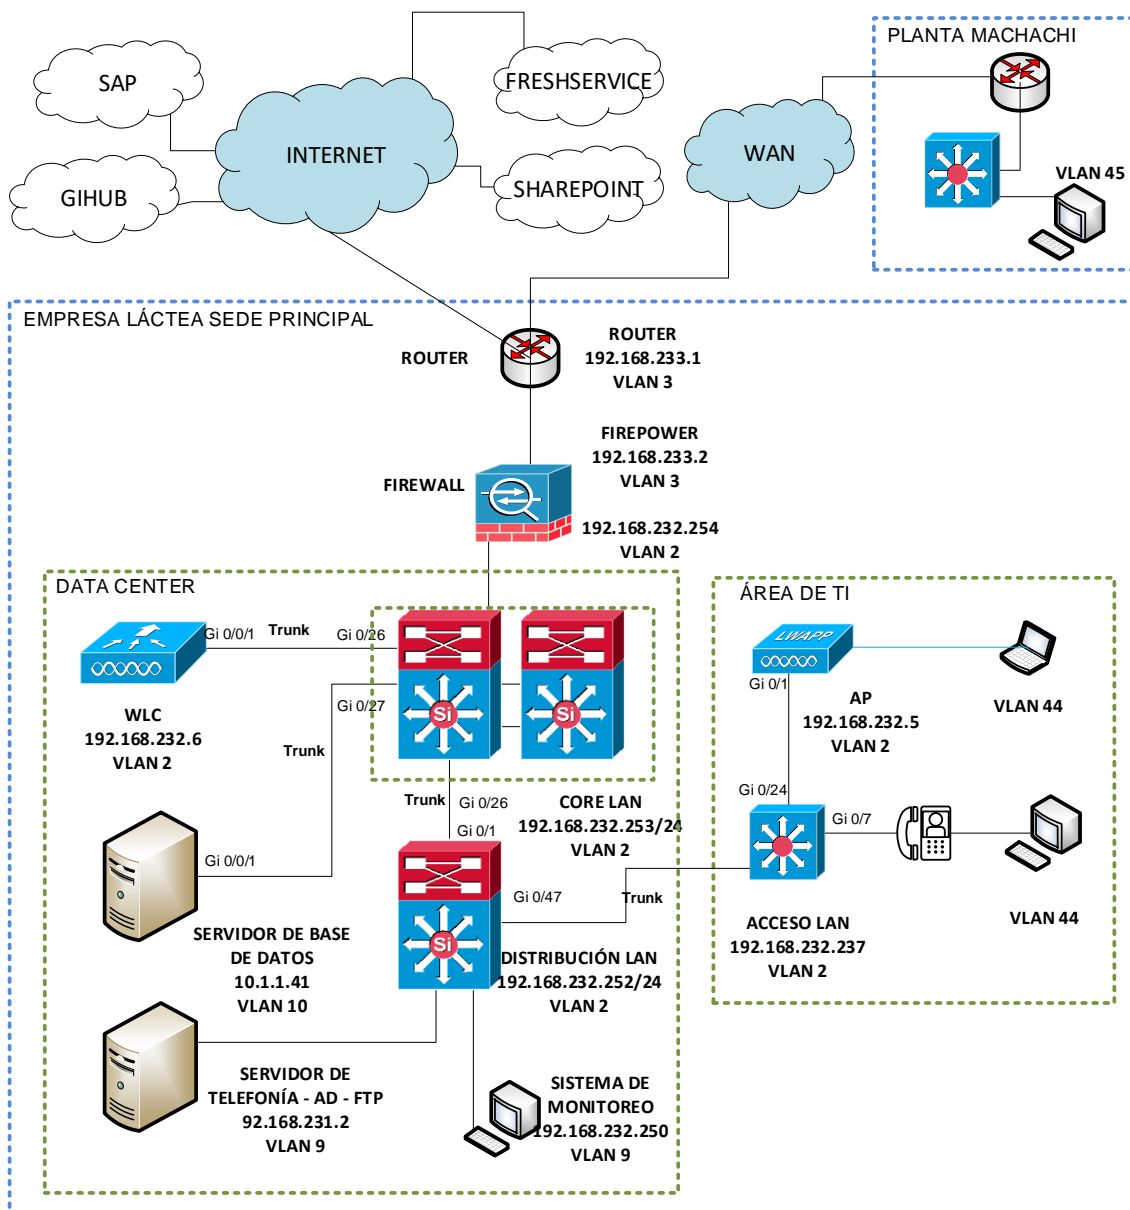 PLANTA MACHACHI
SAP
FRESHSERVICE
INTERNET
WAN
GIHUB
SHAREPOINT
VLAN 45
EMPRESA LÁCTEA SEDE PRINCIPAL
ROUTER
ROUTER
192.168.233.1
VLAN 3
FIREWALL
FIREPOWER
192.168.233.2
VLAN 3
192.168.232.254
VLAN 2
DATA CENTER
Gi 0/0/1
Trunk
Gi 0/26
Gi 0/27
WLC
192.168.232.6
VLAN 2
Trunk
Si
Si
Trunk
Gi 0/26
Gi 0/1
CORE LAN
192.168.232.253/24
VLAN 2
Gi 0/0/1
SERVIDOR DE BASE
DE DATOS
10.1.1.41
VLAN 10
Si
Gi 0/47
Trunk
DISTRIBUCIÓN LAN
192.168.232.252/24
VLAN 2
SERVIDOR DE
TELEFONÍA - AD - FTP
92.168.231.2
VLAN 9
SISTEMA DE
MONITOREO
192.168.232.250
VLAN 9
ÁREA DE TI
LWAPP
Gi 0/1
AP
192.168.232.5
VLAN 2
VLAN 44
Gi 0/24
Gi 0/7
ACCESO LAN
192.168.232.237
VLAN 2
VLAN 44